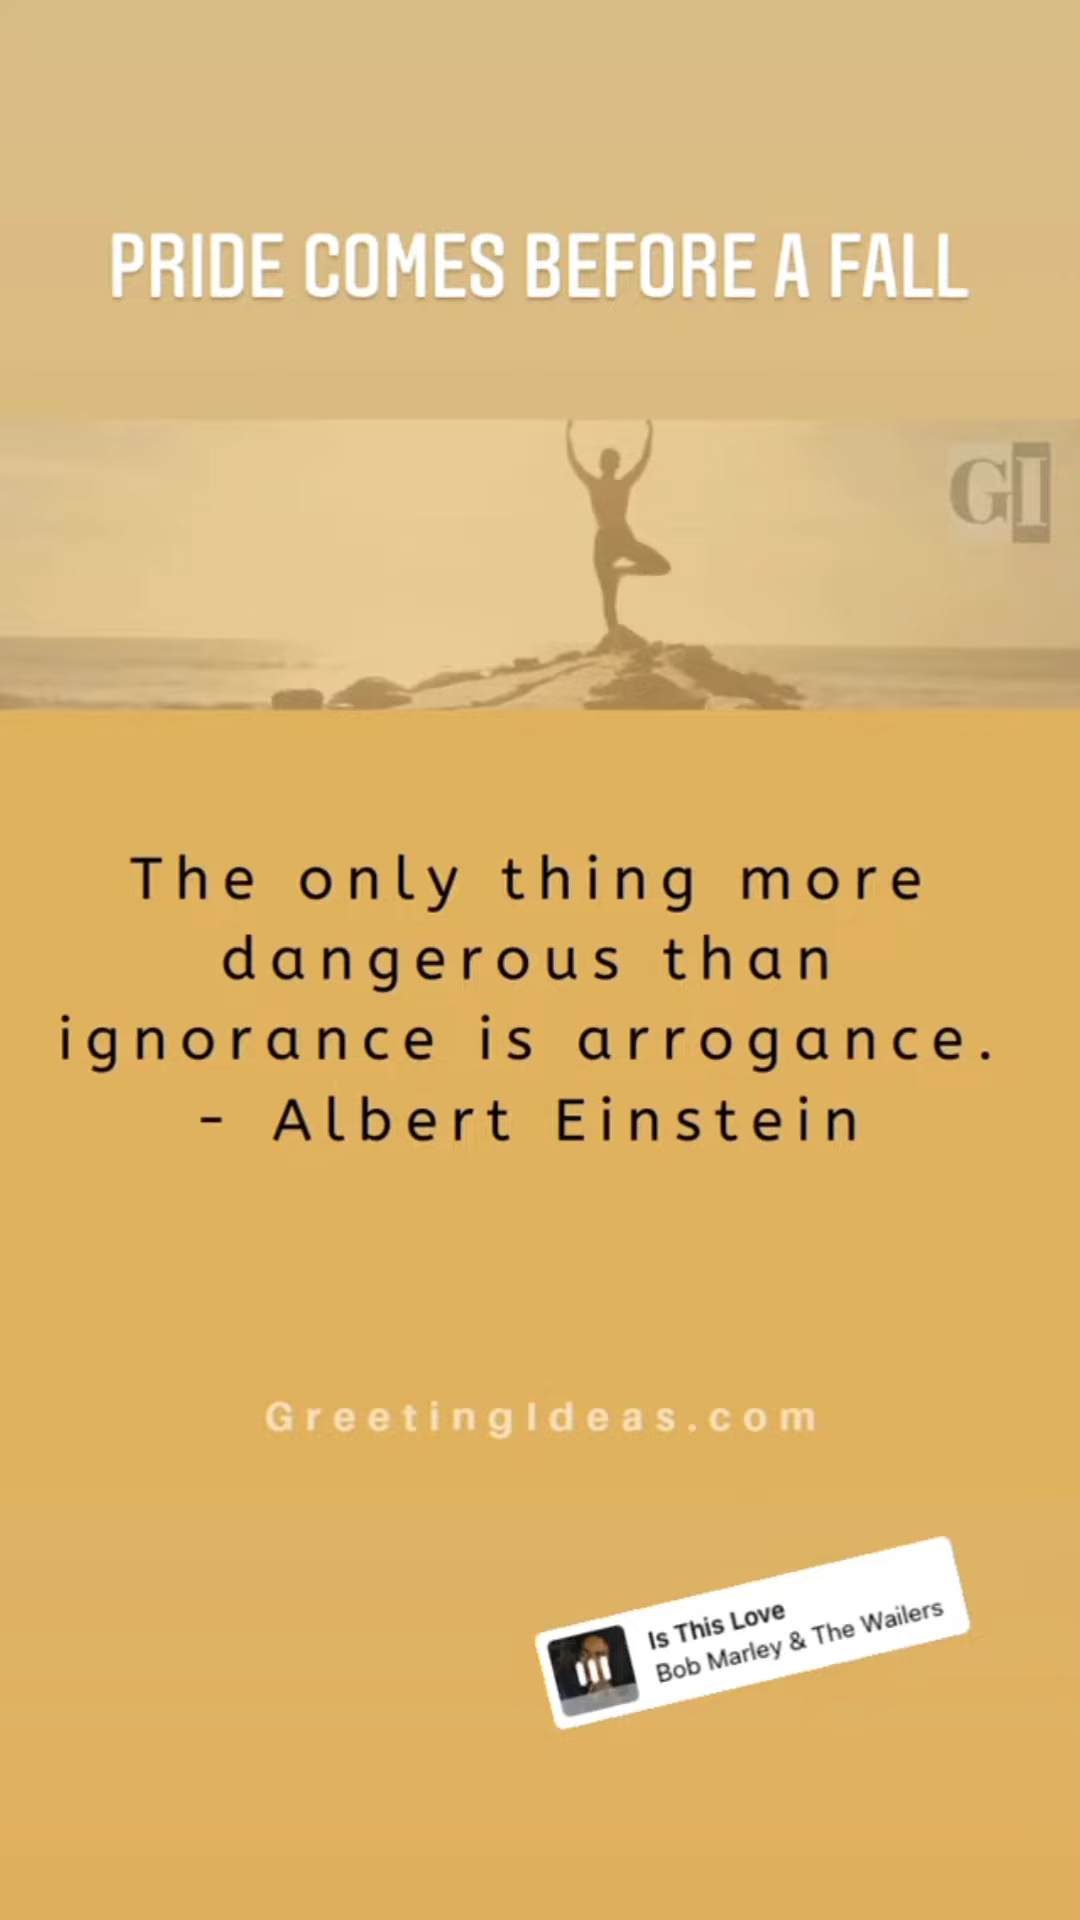 PRIDE COMES BEFORE A FALL
GI
The only thing more
dangerous than
ignorance is arrogance.
- Albert Einstein
GreetingIdeas.com
Is This Love
Bob Marley & The Wailers